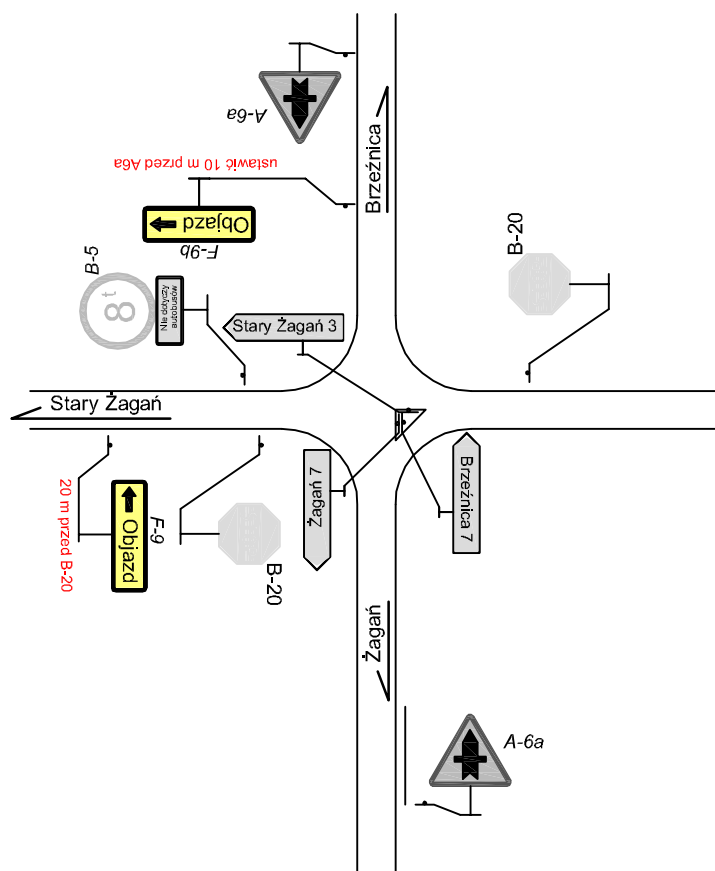 A-6a
ustawić 10 m przed A6a
Brzeźnica
Objazd
F-9b
B-20
B-5
8 t
Nie dotyczy
autobusów
Stary Żagań 3
Stary Żagań
Żagań 7
Brzeźnica 7
20 m przed B-20
Objazd
F-9
B-20
Żagań
A-6a